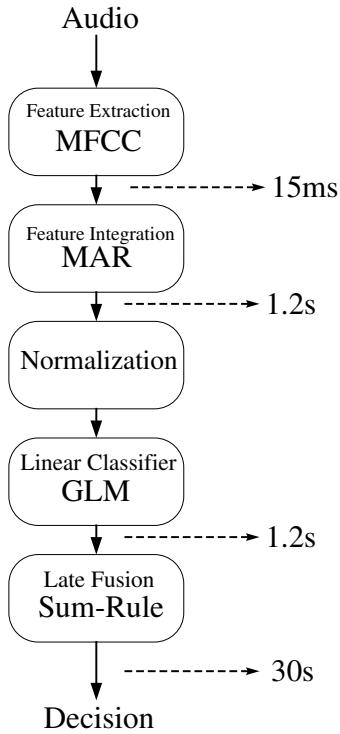 Audio
Feature Extraction
MFCC
15ms
Feature Integration
MAR
1.2s
Normalization
Linear Classifier
GLM
1.2s
Late Fusion
Sum-Rule
30s
Decision